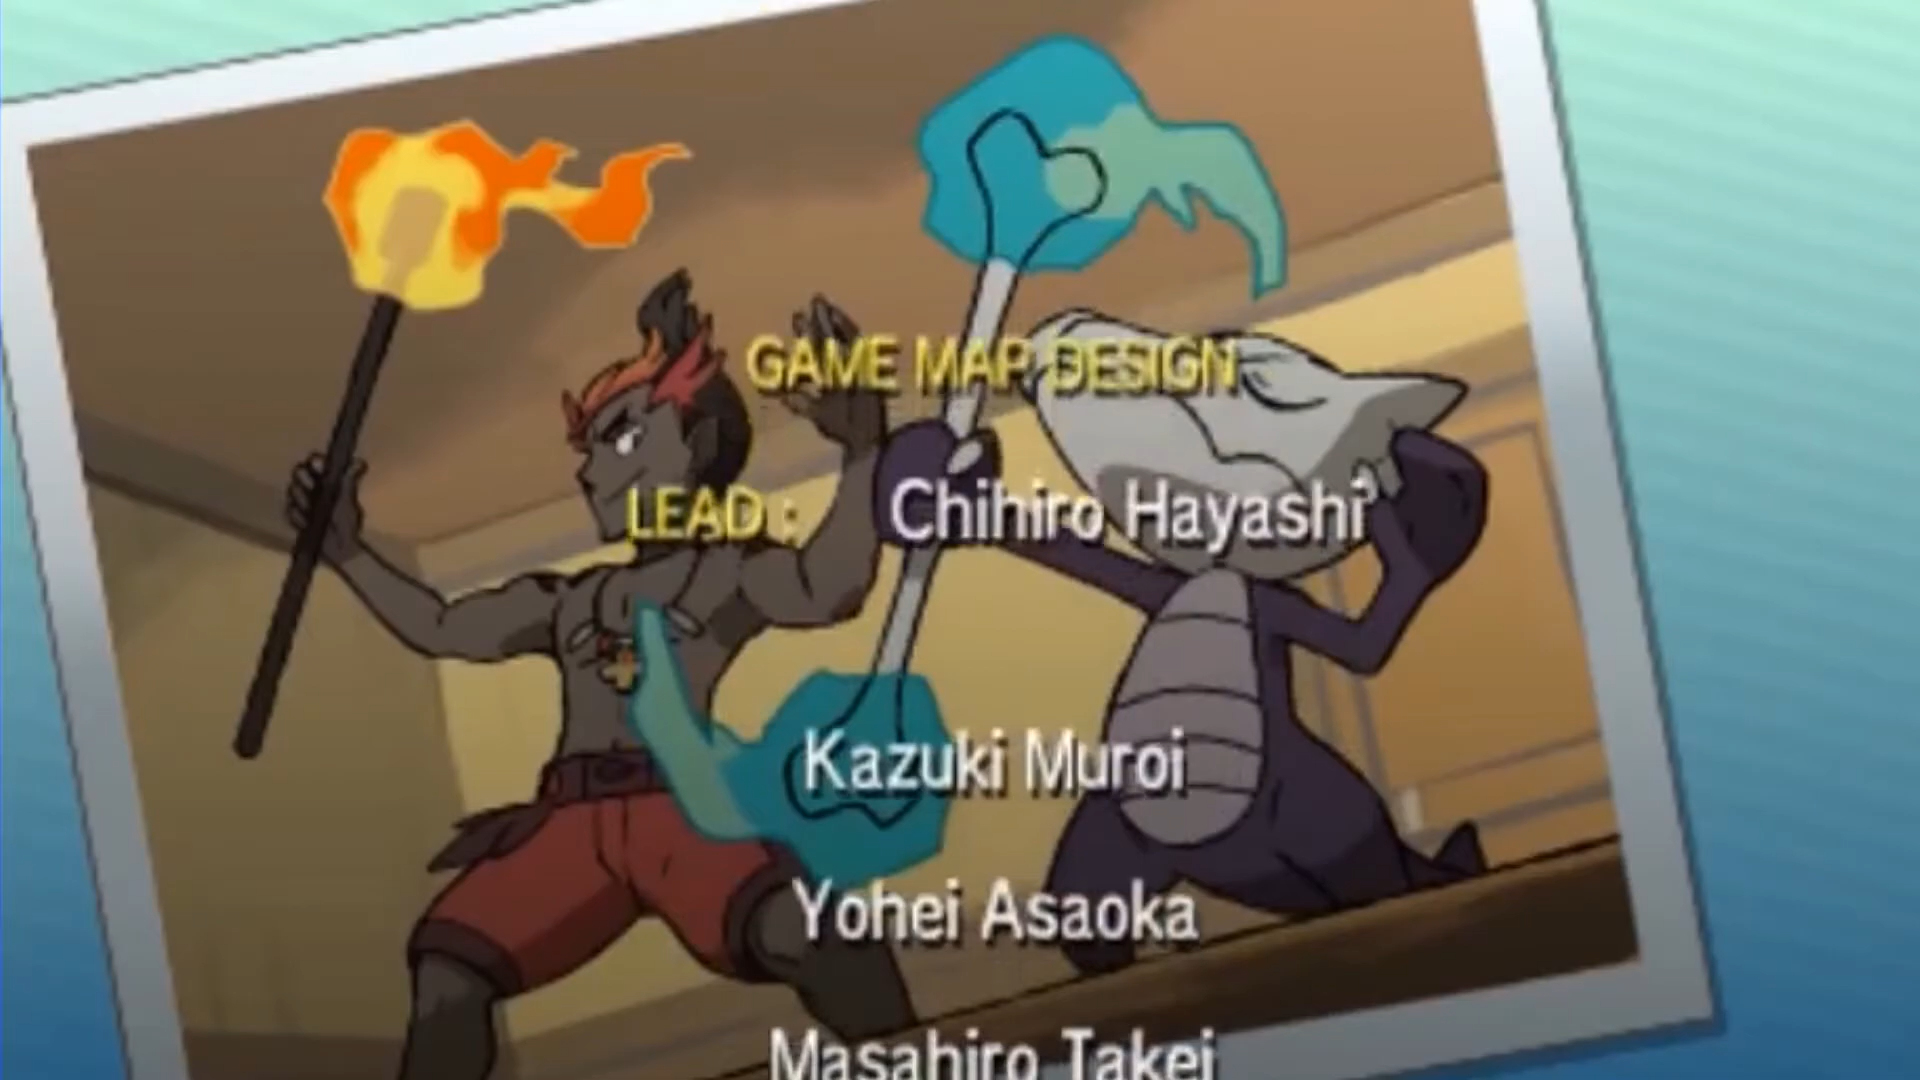 GAME MAP DESIGN
LEAD : Chihiro Hayashi
Kazuki Muroi
Yohei Asaoka
Masahiro Takei